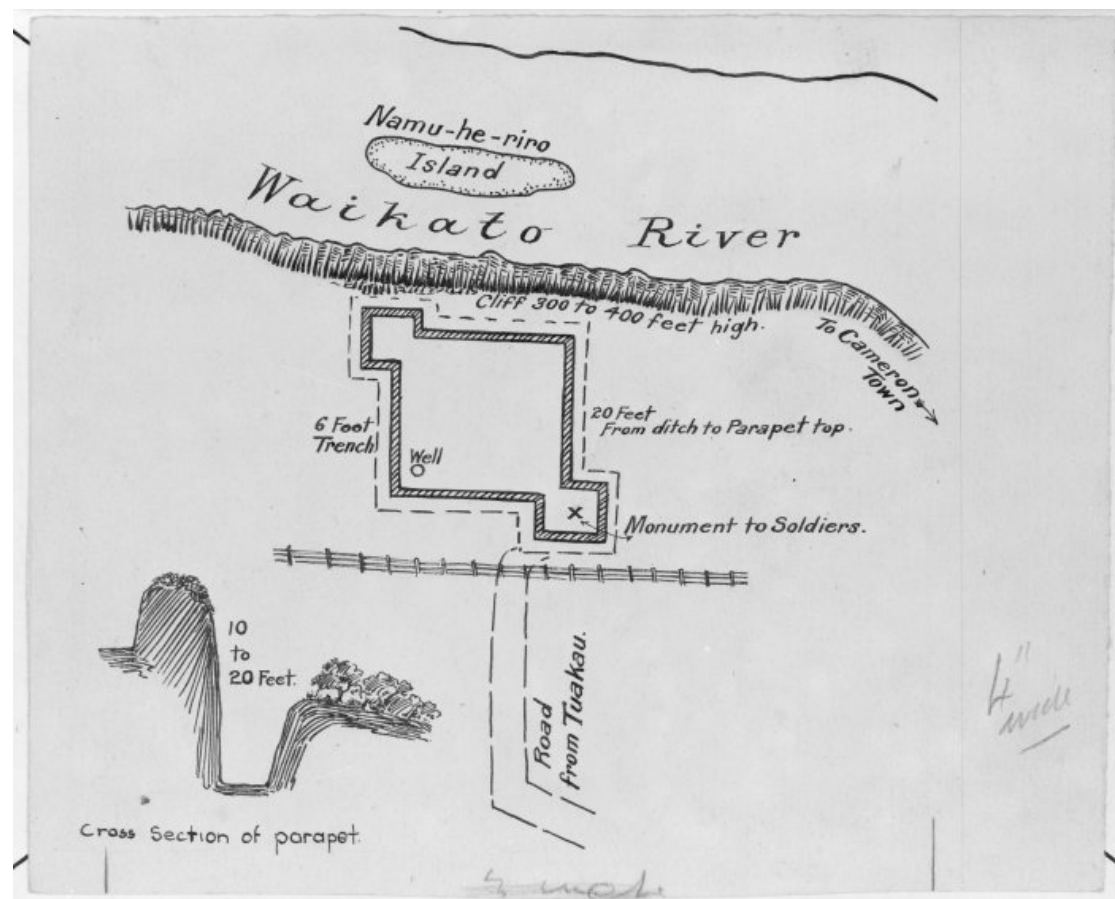 Namu-he-riro
Island
Waikato River
Cliff 300 to 400 feet high.
To Cameron
Town
6 Foot
Trench
20 Feet
From ditch to Parapet top.
Well
x
Monument to Soldiers.
10
to
20 Feet.
Road
from Tuakau.
Cross Section of parapet.
4"
wide